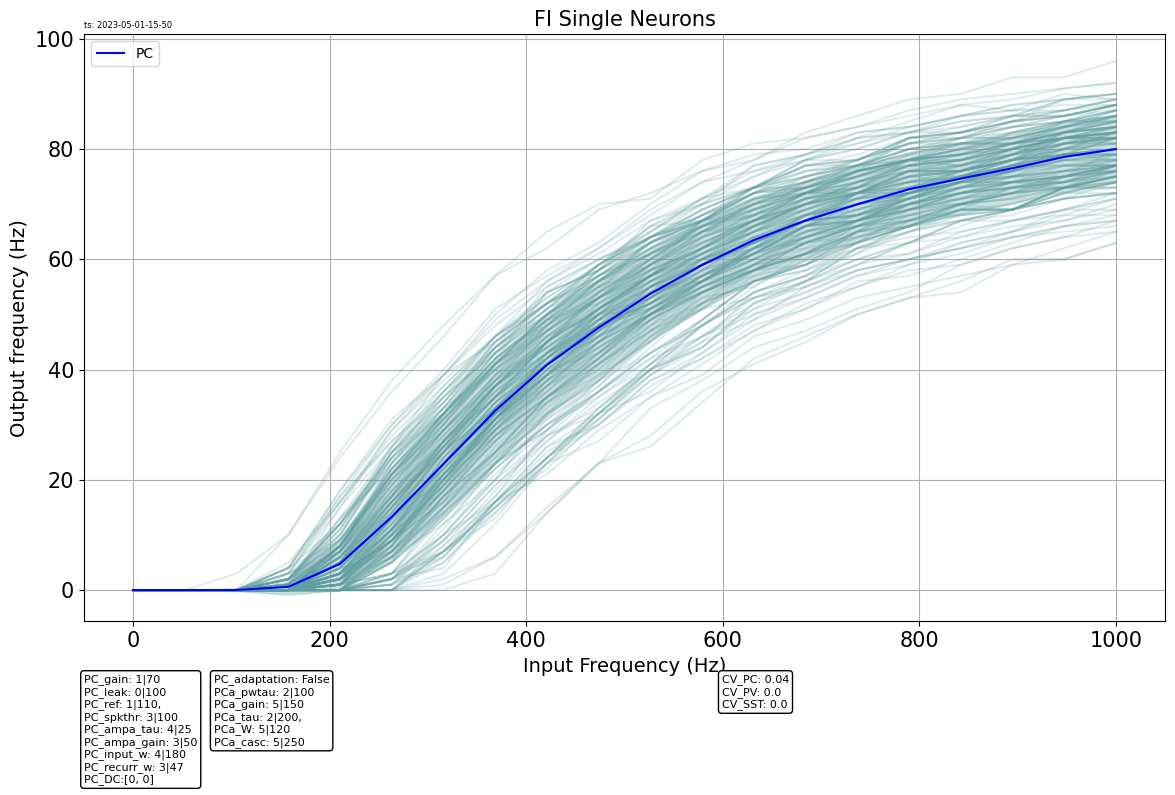 FI Single Neurons
ts: 2023-05-01-15-50
PC
100
80
60
40
20
0
Output frequency (Hz)
0 200 400 600 800 1000
Input Frequency (Hz)
PC_gain: 1|70
PC_leak: 0|100
PC_ref: 1|110,
PC_spkthr: 3|100
PC_ampa_tau: 4|25
PC_ampa_gain: 3|50
PC_input_w: 4|180
PC_recurr_w: 3|47
PC_DC:[0, 0]
PC_adaptation: False
PCa_pwtau: 2|100
PCa_gain: 5|150
PCa_tau: 2|200,
PCa_W: 5|120
PCa_casc: 5|250
CV_PC: 0.04
CV_PV: 0.0
CV_SST: 0.0